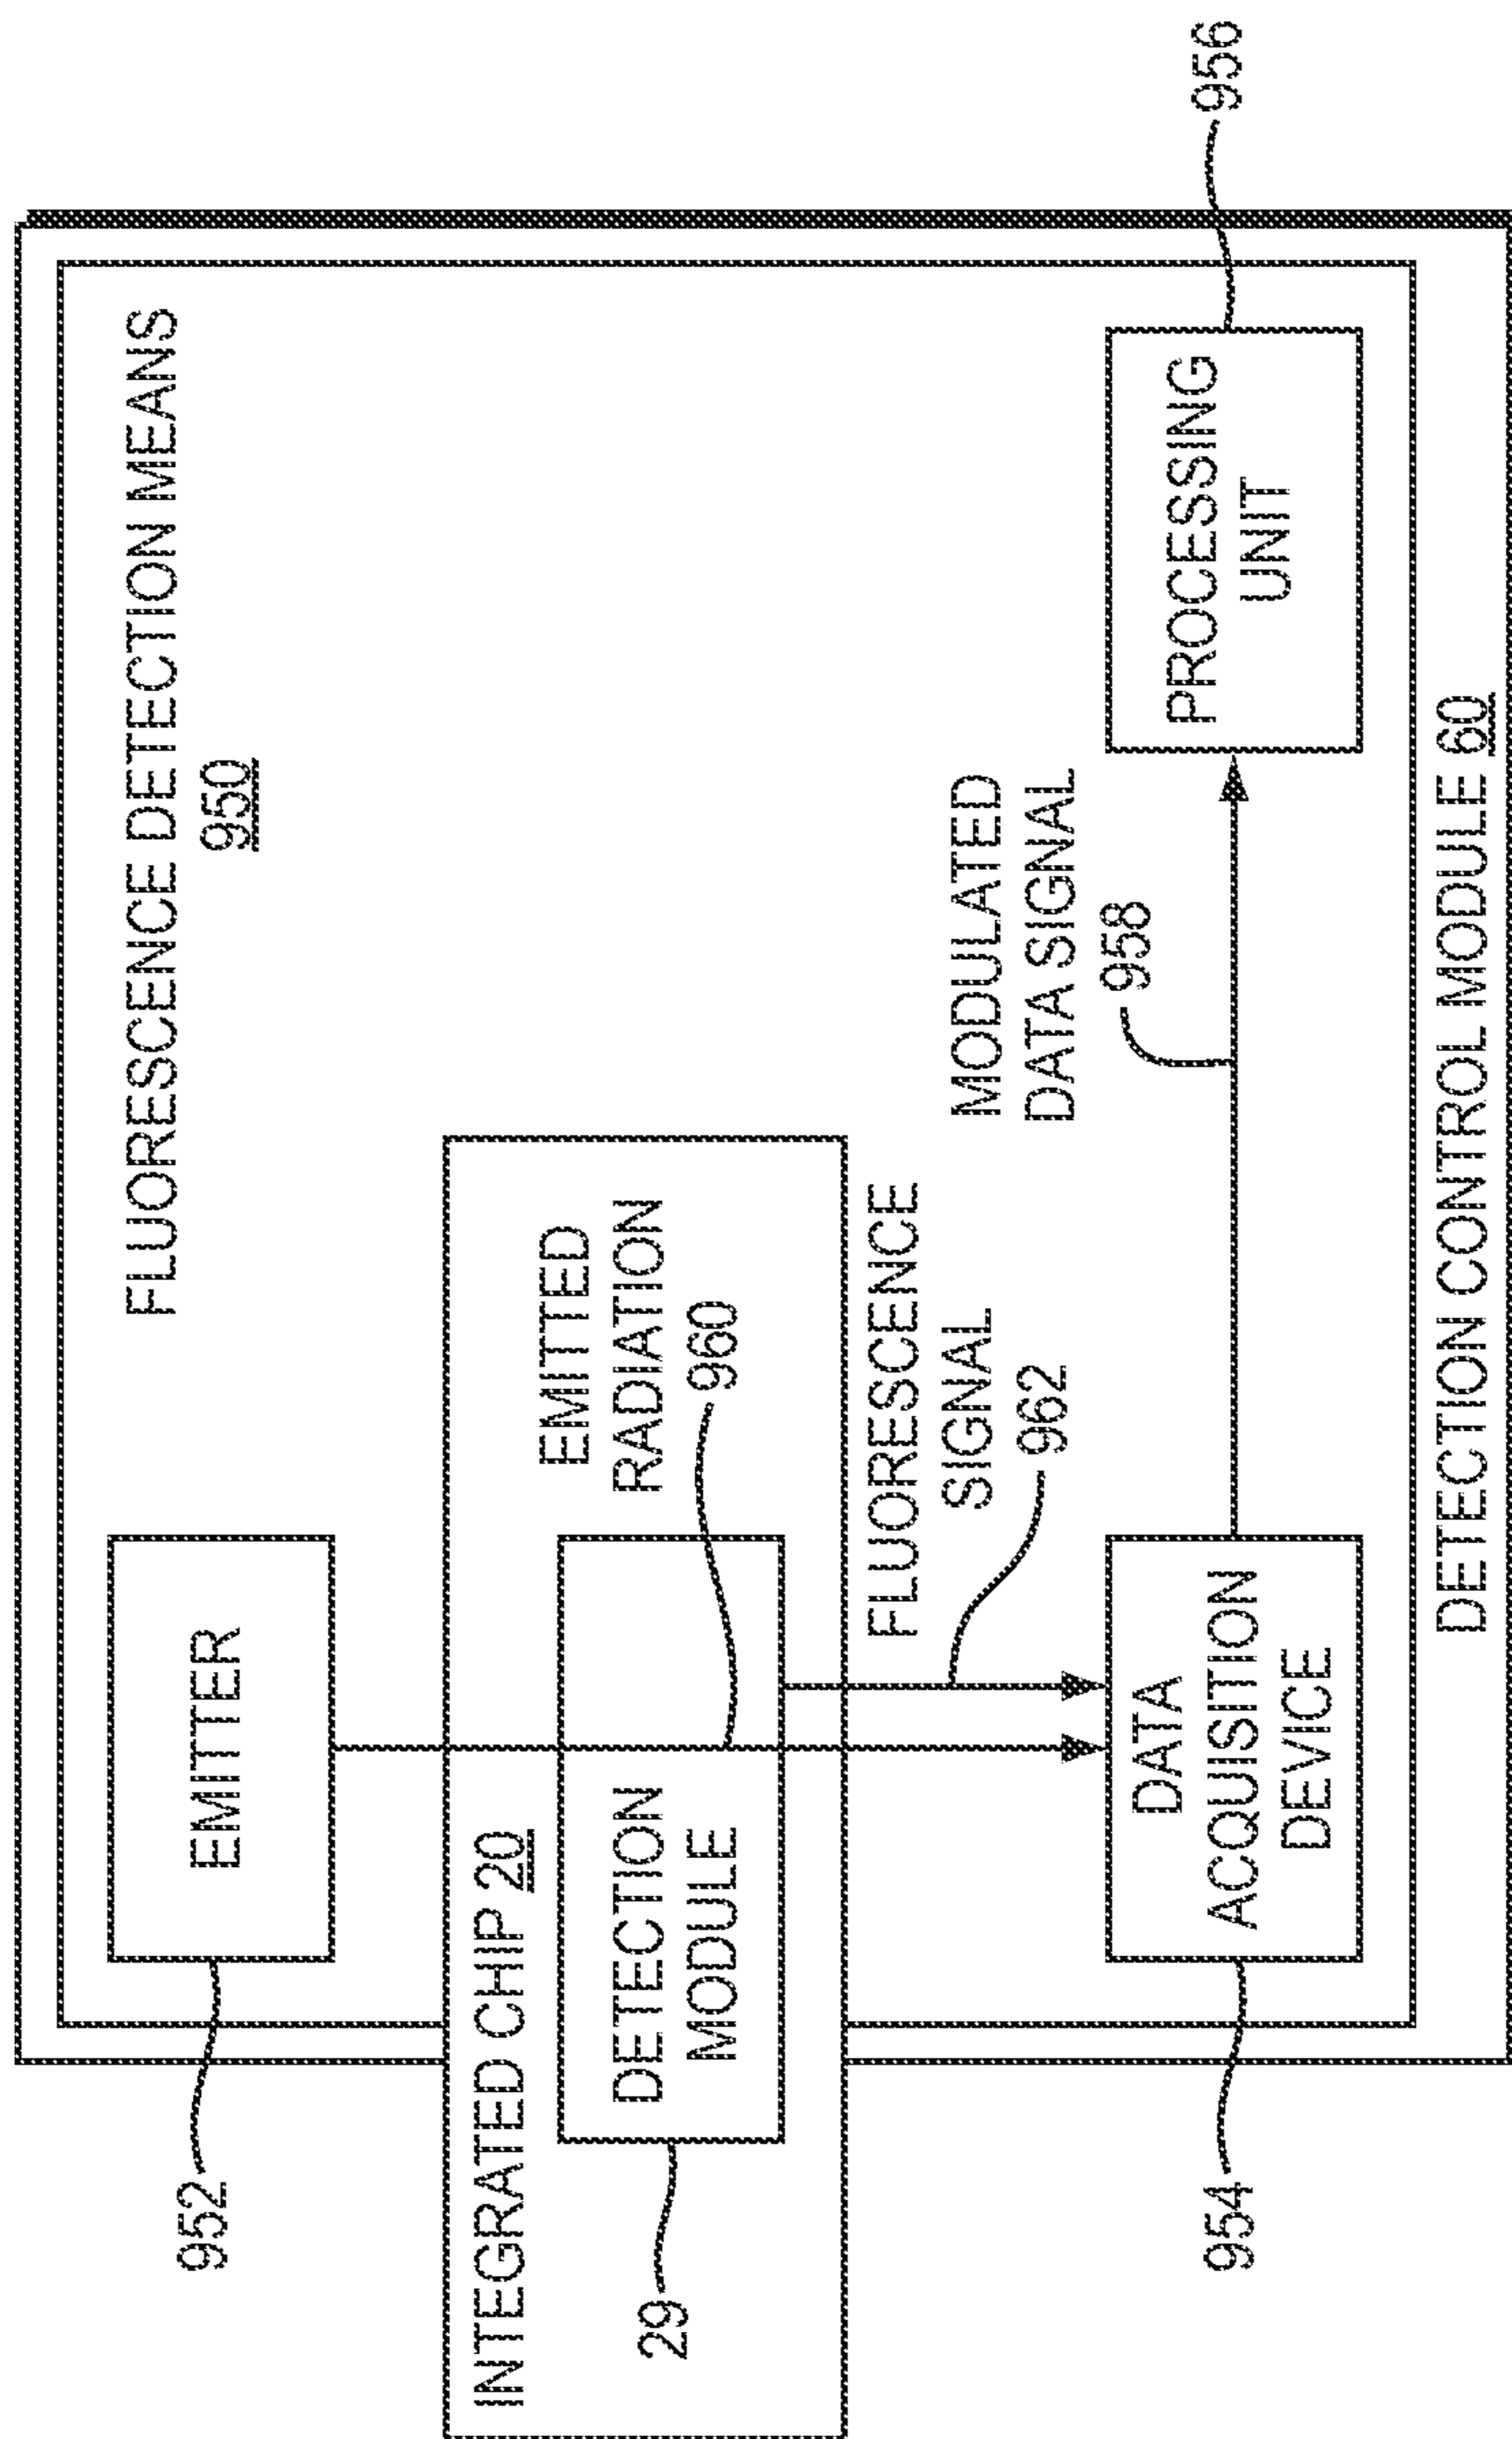 FLUORESCENCE DETECTION MEANS
950
952
EMITTER
INTEGRATED CHIP 20
EMITTED
RADIATION
960
29
DETECTION
MODULE
FLUORESCENCE
SIGNAL
962
MODULATED
DATA SIGNAL
958
954
DATA
ACQUISITION
DEVICE
PROCESSING
UNIT
956
DETECTION CONTROL MODULE 60